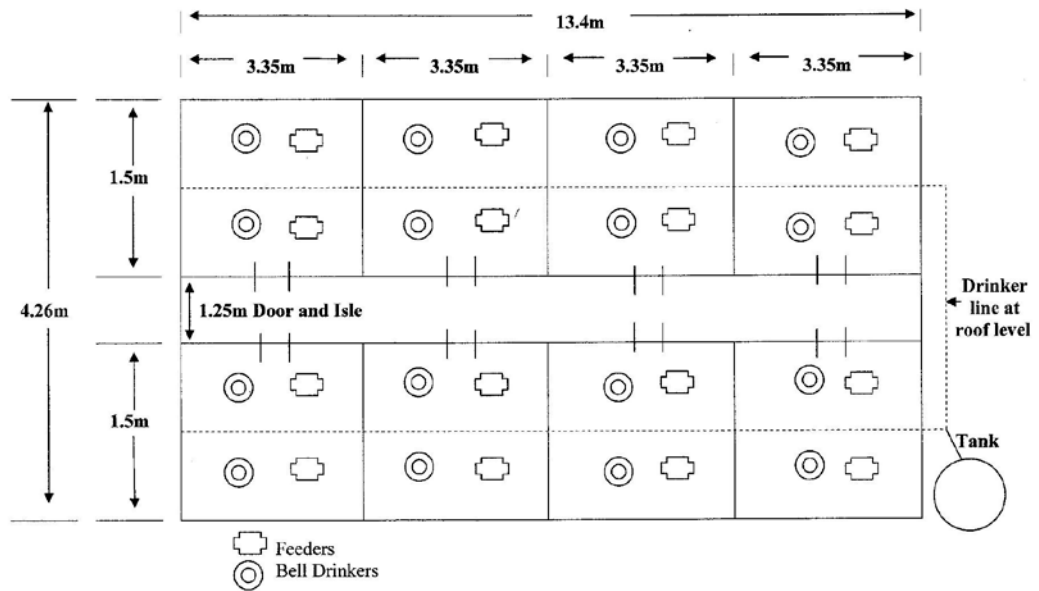 13.4m
3.35m 3.35m 3.35m 3.35m
1.5m
4.26m
1.25m Door and Isle
Drinker
line at
roof level
1.5m
Tank
Feeders
Bell Drinkers